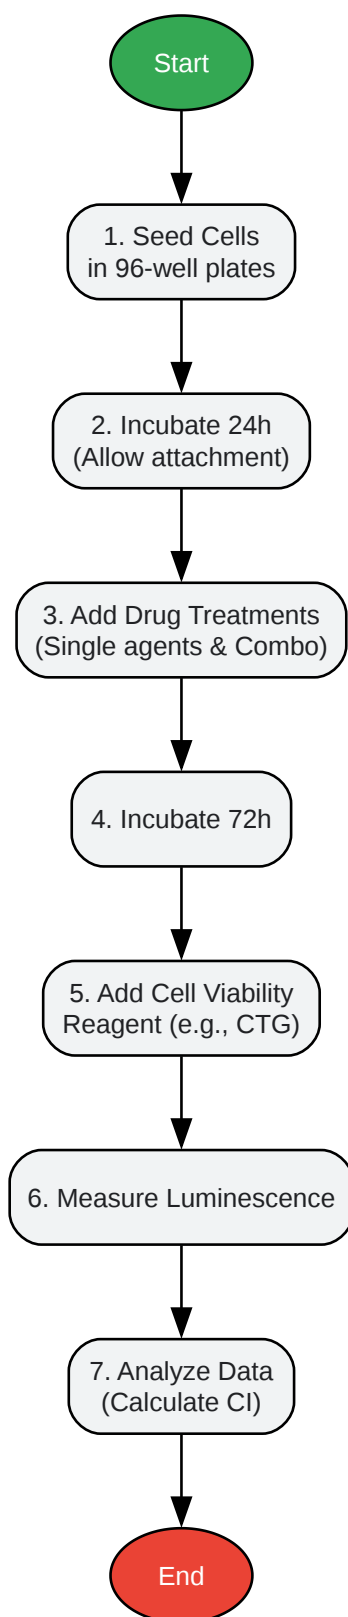 Start
1. Seed Cells
in 96-well plates
2. Incubate 24h
(Allow attachment)
3. Add Drug Treatments
(Single agents & Combo)
4. Incubate 72h
5. Add Cell Viability
Reagent (e.g., CTG)
6. Measure Luminescence
7. Analyze Data
(Calculate CI)
End